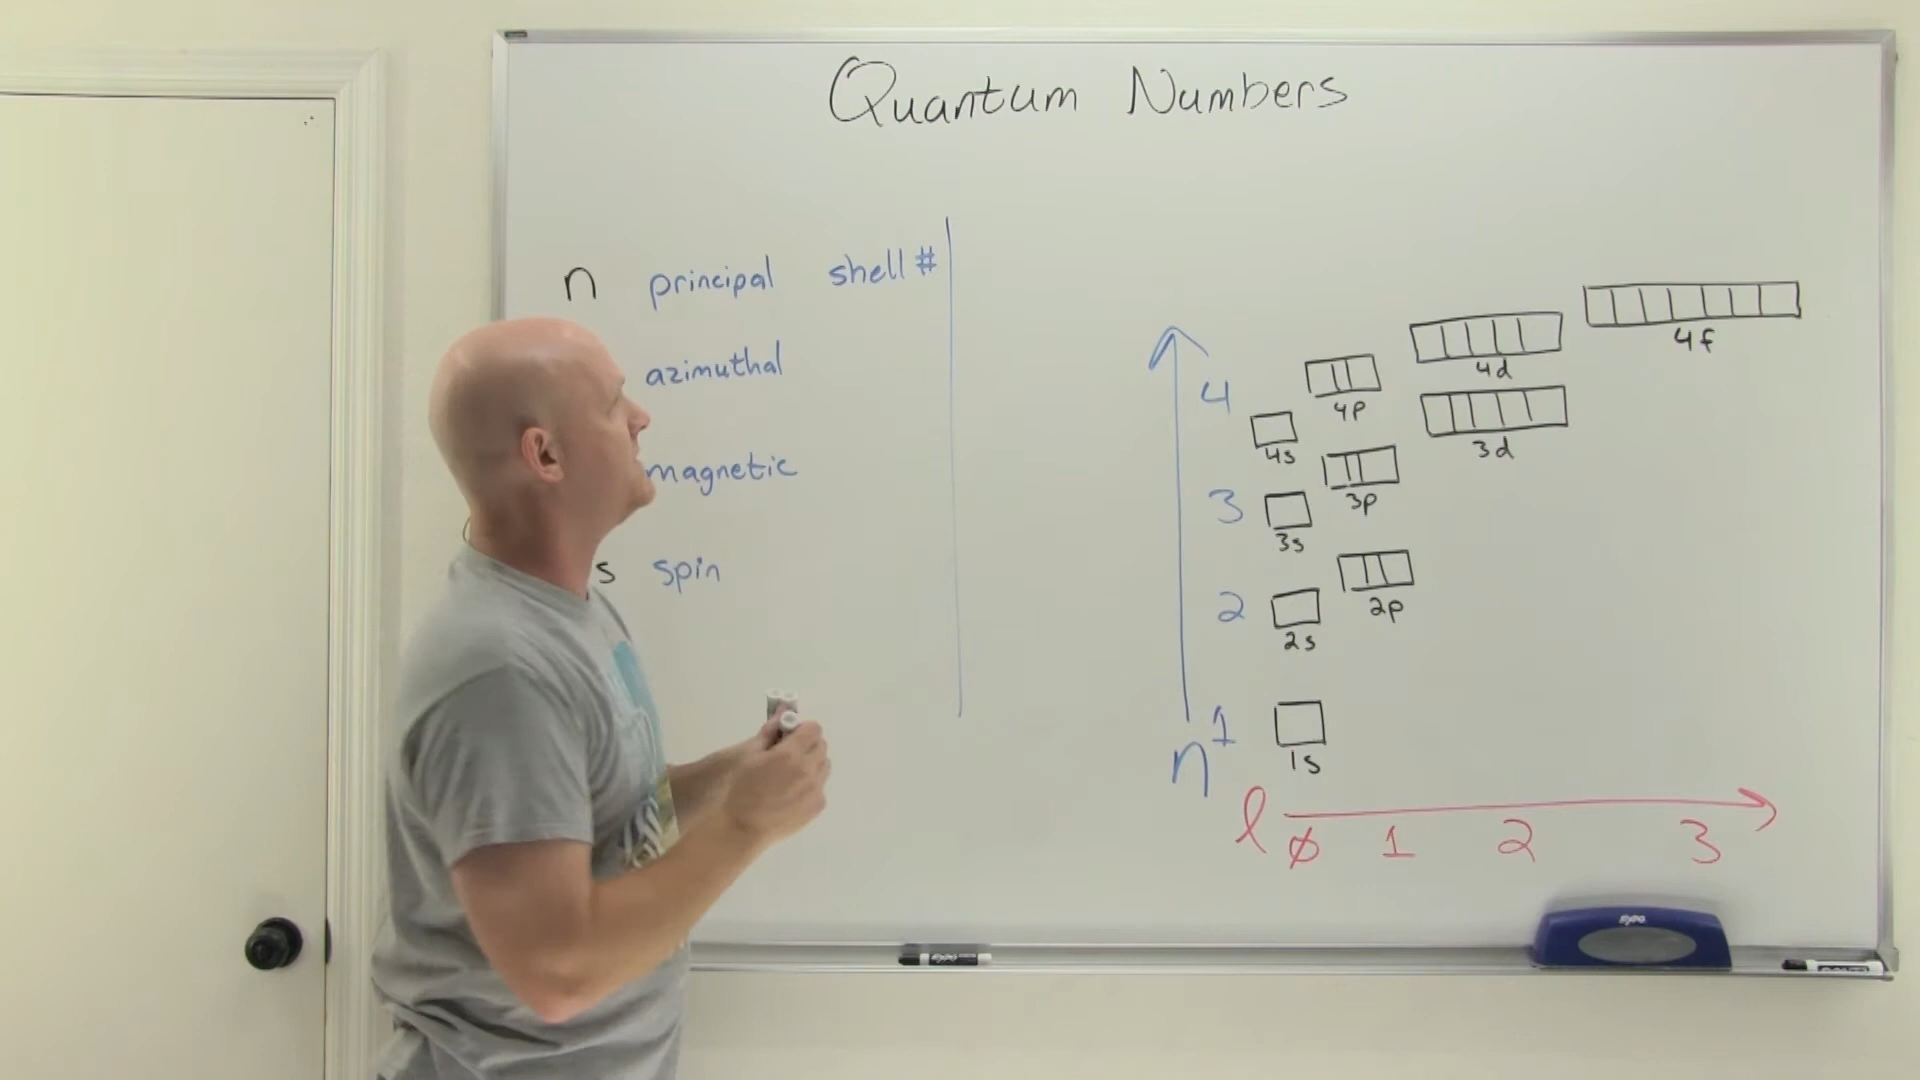 Quantum Numbers
n principal shell #
azimuthal
magnetic
s spin
4f
4d
4 4p
4s 3d
3 3p
3s
2 2p
2s
1
n 1s
l 0 1 2 3
EXPO